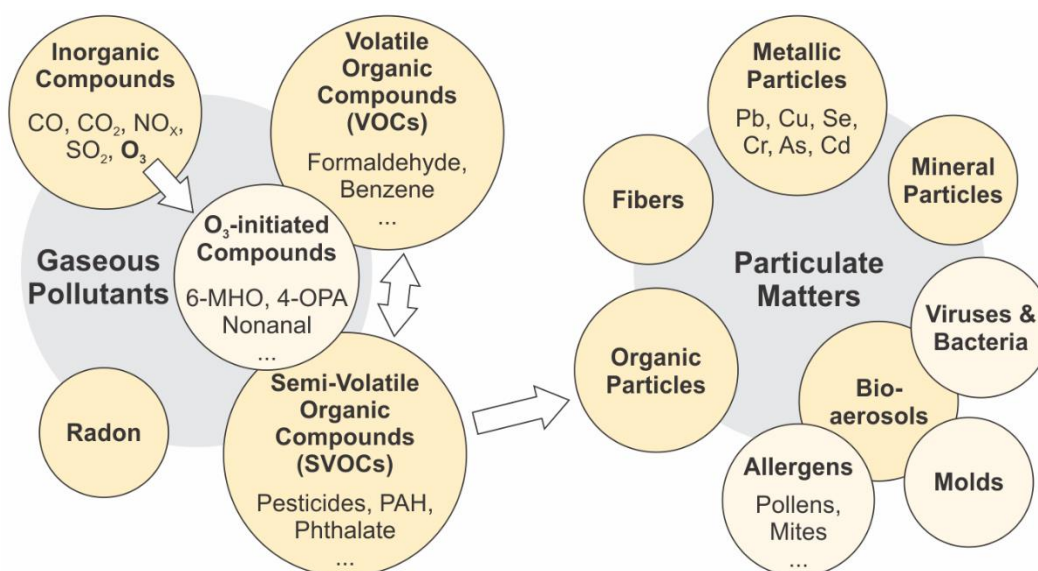 Inorganic
Compounds
CO, CO₂, NOₓ,
SO₂, O₃
Volatile
Organic
Compounds
(VOCs)
Formaldehyde,
Benzene
...
O₃-initiated
Compounds
6-MHO, 4-OPA
Nonanal
...
Gaseous
Pollutants
Radon
Semi-Volatile
Organic
Compounds
(SVOCs)
Pesticides, PAH,
Phthalate
...
Metallic
Particles
Pb, Cu, Se,
Cr, As, Cd
Mineral
Particles
Fibers
Particulate
Matters
Viruses &
Bacteria
Organic
Particles
Bio-
aerosols
Allergens
Pollens,
Mites
...
Molds